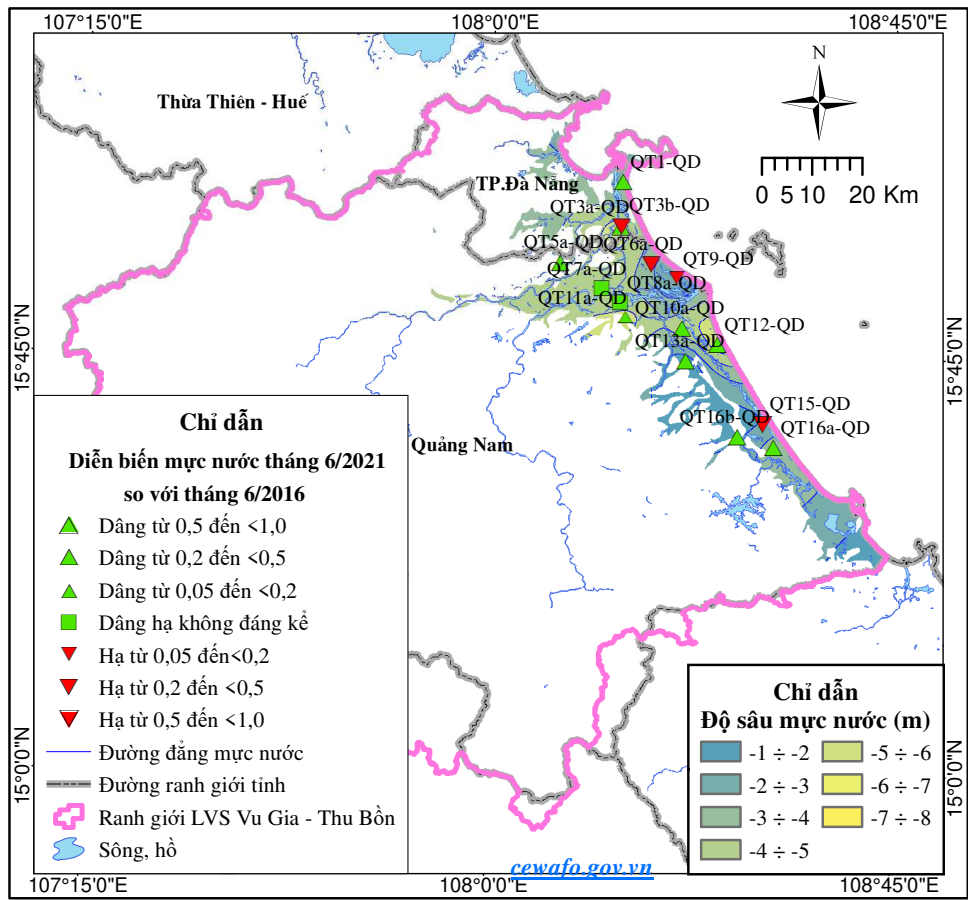 107°15'0"E
108°0'0"E
108°45'0"E
N
Thừa Thiên - Huế
TP.Đà Nẵng
0 5 10 20 Km
QT1-QD
QT3a-QD
QT3b-QD
QT5a-QD
QT6a-QD
QT9-QD
QT7a-QD
QT8a-QD
QT11a-QD
QT10a-QD
QT12-QD
QT13a-QD
QT15-QD
QT16b-QD
QT16a-QD
15°45'0"N
15°45'0"N
Quảng Nam
Chỉ dẫn
Diễn biến mực nước tháng 6/2021
so với tháng 6/2016
Dâng từ 0,5 đến <1,0
Dâng từ 0,2 đến <0,5
Dâng từ 0,05 đến <0,2
Dâng hạ không đáng kể
Hạ từ 0,05 đến<0,2
Hạ từ 0,2 đến <0,5
Hạ từ 0,5 đến <1,0
Đường đẳng mực nước
Đường ranh giới tỉnh
Ranh giới LVS Vu Gia - Thu Bồn
Sông, hồ
Chỉ dẫn
Độ sâu mực nước (m)
-1 ÷ -2
-2 ÷ -3
-3 ÷ -4
-4 ÷ -5
-5 ÷ -6
-6 ÷ -7
-7 ÷ -8
15°0'0"N
15°0'0"N
cewafo.gov.vn
107°15'0"E
108°0'0"E
108°45'0"E